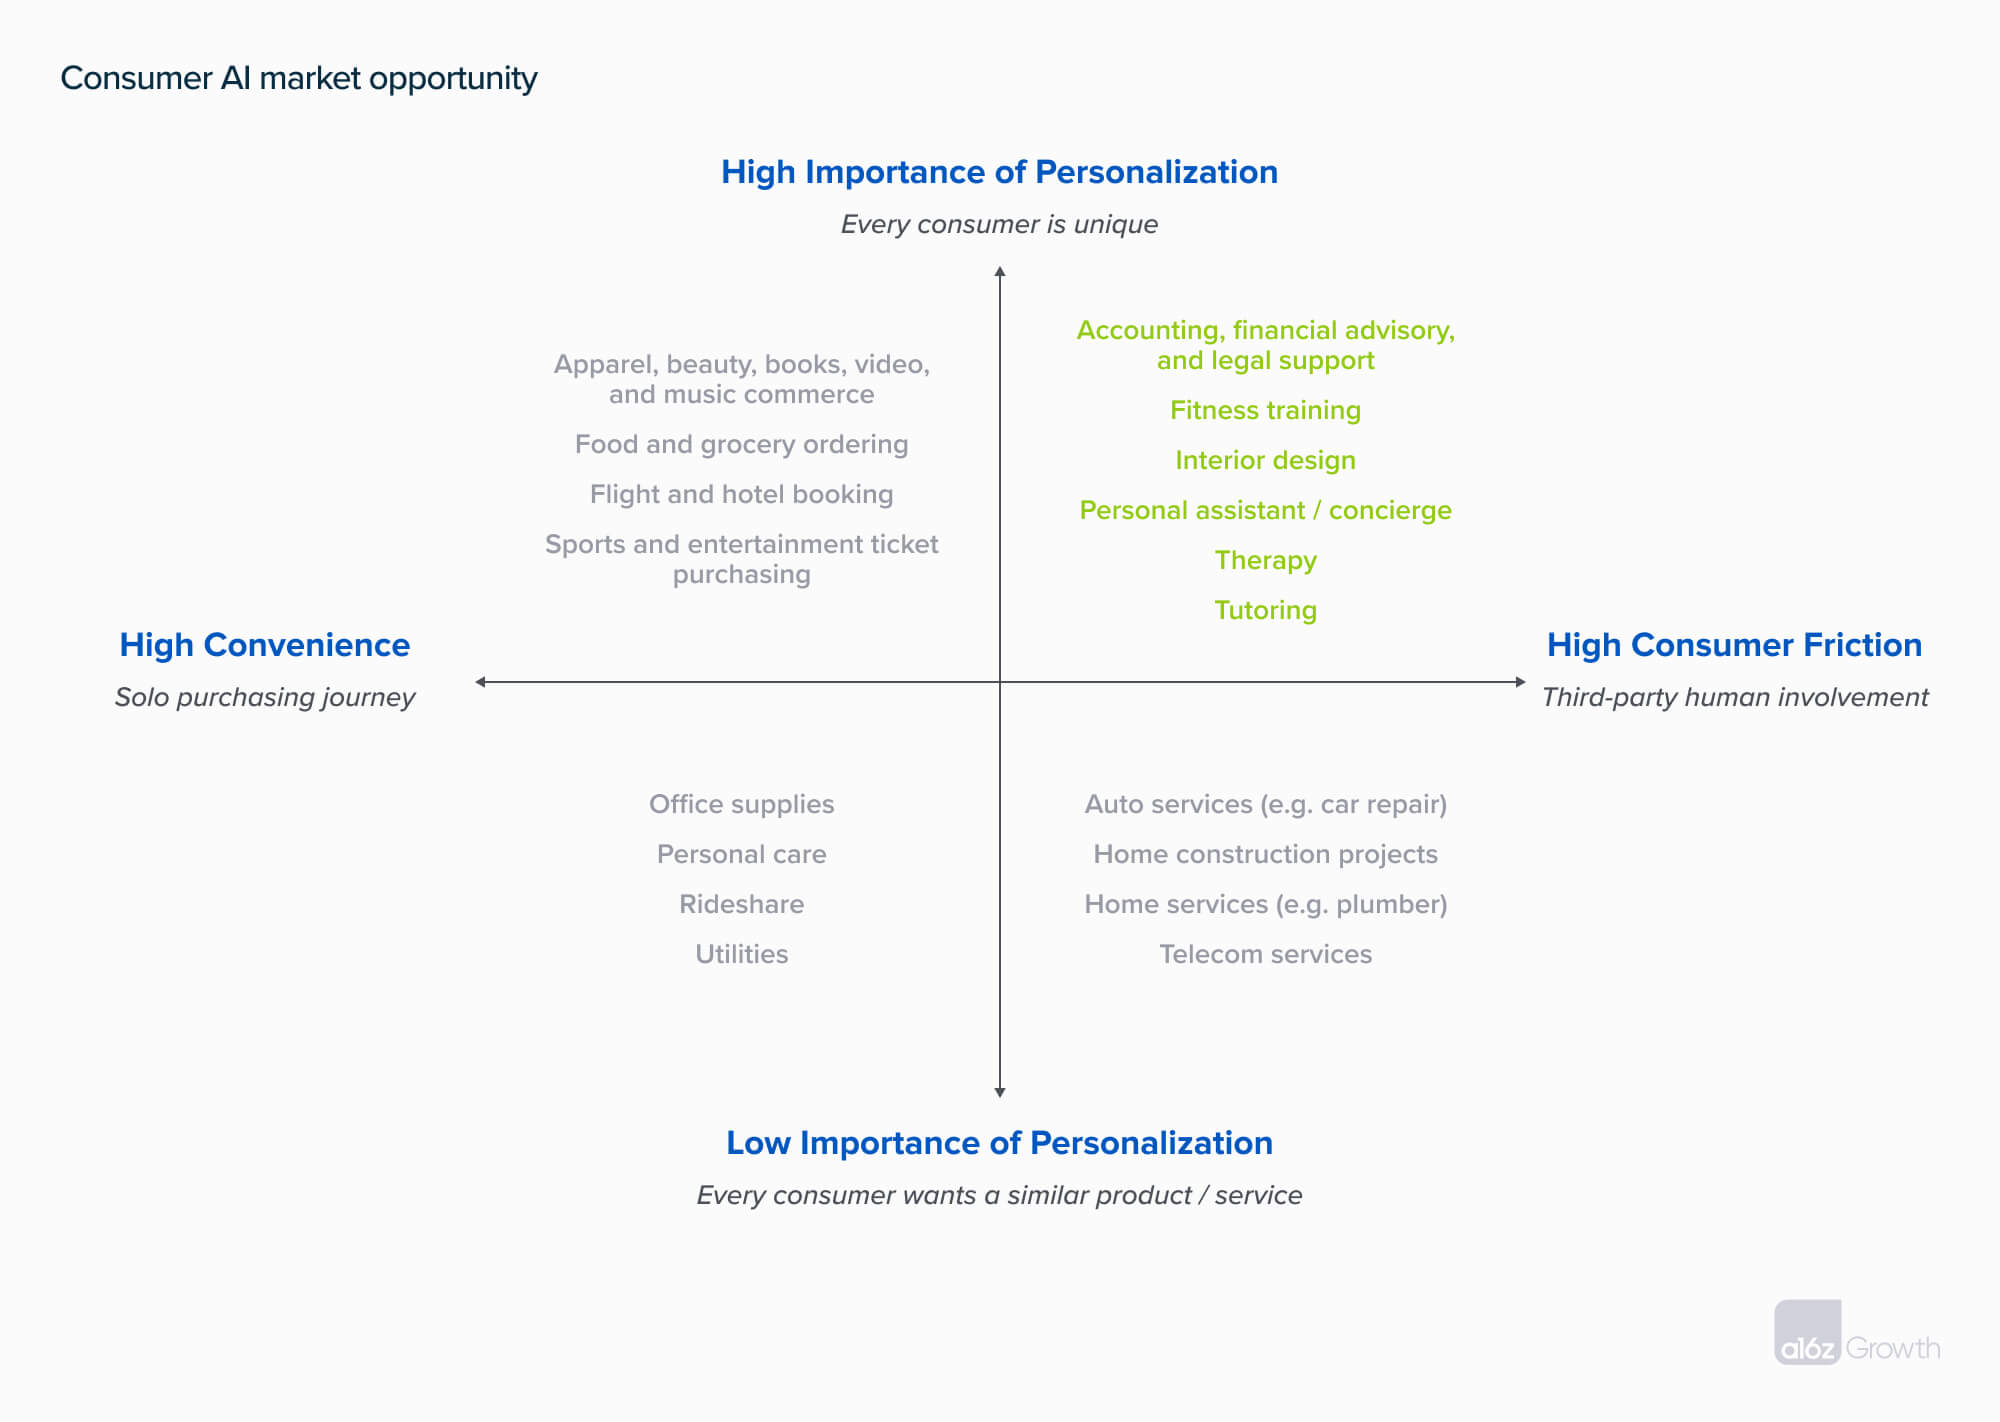 Consumer AI market opportunity
High Importance of Personalization
Every consumer is unique
Apparel, beauty, books, video,
and music commerce
Food and grocery ordering
Flight and hotel booking
Sports and entertainment ticket
purchasing
Accounting, financial advisory,
and legal support
Fitness training
Interior design
Personal assistant / concierge
Therapy
Tutoring
High Convenience
Solo purchasing journey
High Consumer Friction
Third-party human involvement
Office supplies
Personal care
Rideshare
Utilities
Auto services (e.g. car repair)
Home construction projects
Home services (e.g. plumber)
Telecom services
Low Importance of Personalization
Every consumer wants a similar product / service
a16z Growth